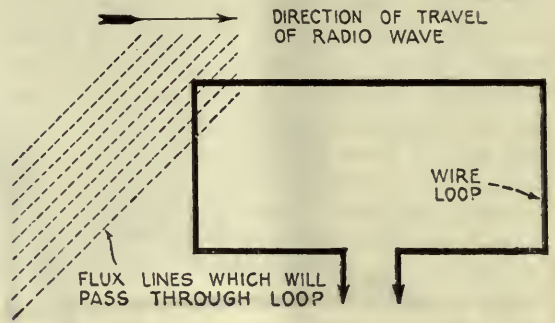 DIRECTION OF TRAVEL
OF RADIO WAVE
WIRE
LOOP
FLUX LINES WHICH WILL
PASS THROUGH LOOP